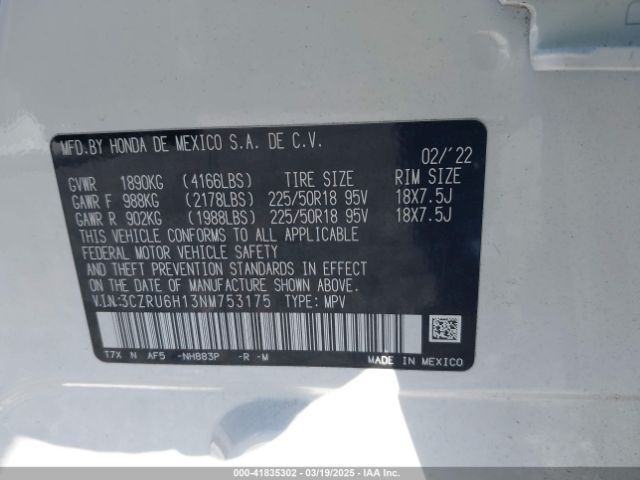 MFD.BY HONDA DE MEXICO S.A. DE C.V.
02/'22
GVWR 1890KG (4166LBS) TIRE SIZE RIM SIZE
GAWR F 988KG (2178LBS) 225/50R18 95V 18X7.5J
GAWR R 902KG (1988LBS) 225/50R18 95V 18X7.5J
THIS VEHICLE CONFORMS TO ALL APPLICABLE
FEDERAL MOTOR VEHICLE SAFETY
AND THEFT PREVENTION STANDARDS IN EFFECT
ON THE DATE OF MANUFACTURE SHOWN ABOVE.
V.I.N:3CZRU6H13NM753175 TYPE: MPV
T7X N AF5 -NH883P -R -M
MADE IN MEXICO
000-41835302 - 03/19/2025 - IAAI.COM